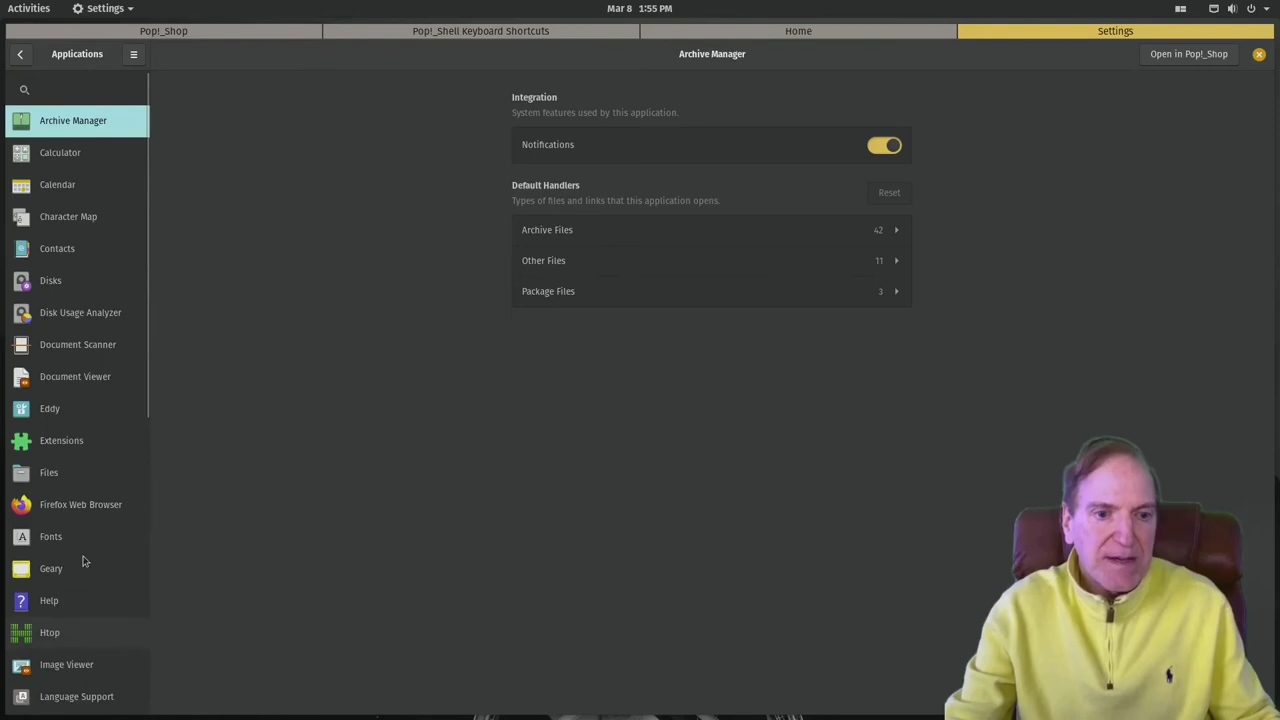 Activities
Settings
Mar 8 1:55 PM
Pop!_Shop
Pop!_Shell Keyboard Shortcuts
Home
Settings
Applications
Archive Manager
Open in Pop!_Shop
Archive Manager
Calculator
Calendar
Character Map
Contacts
Disks
Disk Usage Analyzer
Document Scanner
Document Viewer
Eddy
Extensions
Files
Firefox Web Browser
Fonts
Geary
Help
Htop
Image Viewer
Language Support
Integration
System features used by this application.
Notifications
Default Handlers
Types of files and links that this application opens.
Reset
Archive Files 42
Other Files 11
Package Files 3